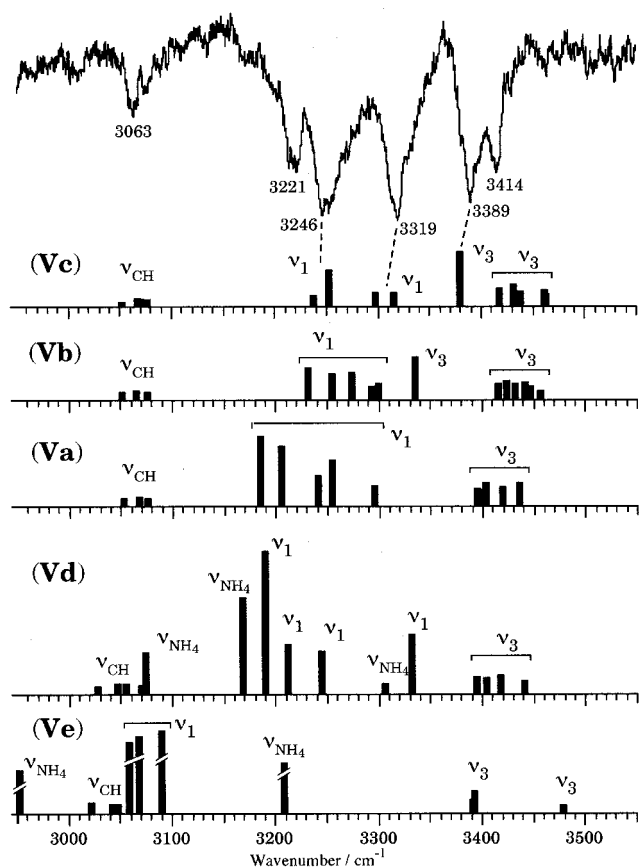 3063
3221
3246
3319
3389
3414
(Vc)
νCH
ν1
ν1
ν3
ν3
(Vb)
νCH
ν1
ν3
ν3
(Va)
νCH
ν1
ν3
(Vd)
νCH
νNH4
νNH4
ν1
ν1
ν1
νNH4
ν1
ν3
(Ve)
νNH4
νCH
ν1
νNH4
ν3
ν3
3000 3100 3200 3300 3400 3500
Wavenumber / cm⁻¹